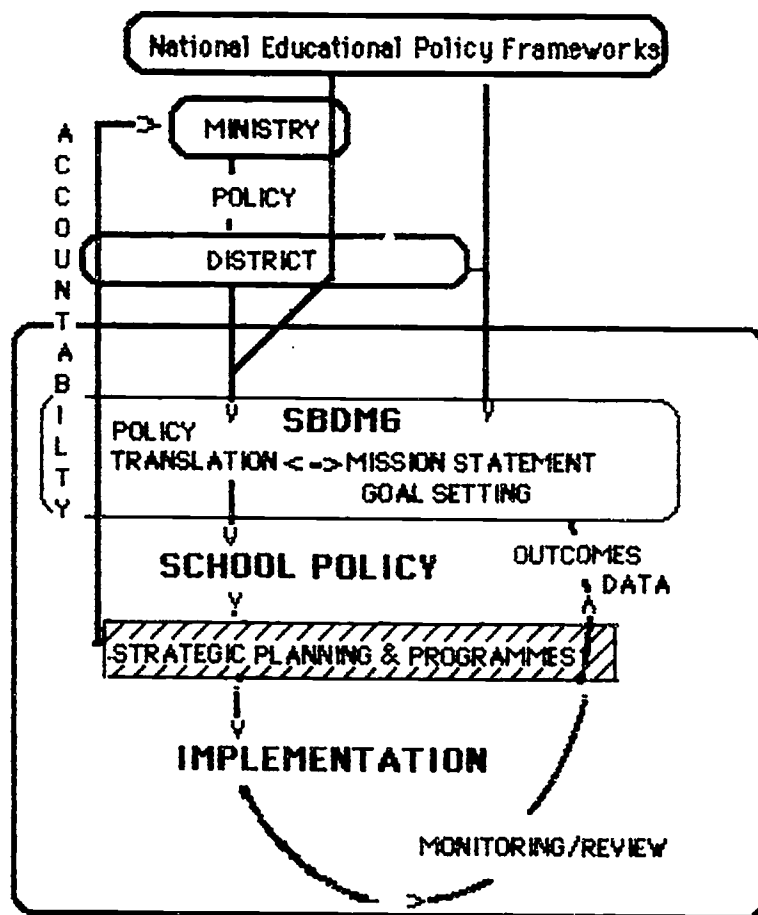 National Educational Policy Frameworks
MINISTRY
POLICY
DISTRICT
ACCOUNTABILTY
SBDMG
POLICY
TRANSLATION <-> MISSION STATEMENT
GOAL SETTING
SCHOOL POLICY
OUTCOMES
DATA
STRATEGIC PLANNING & PROGRAMMES
IMPLEMENTATION
MONITORING/REVIEW